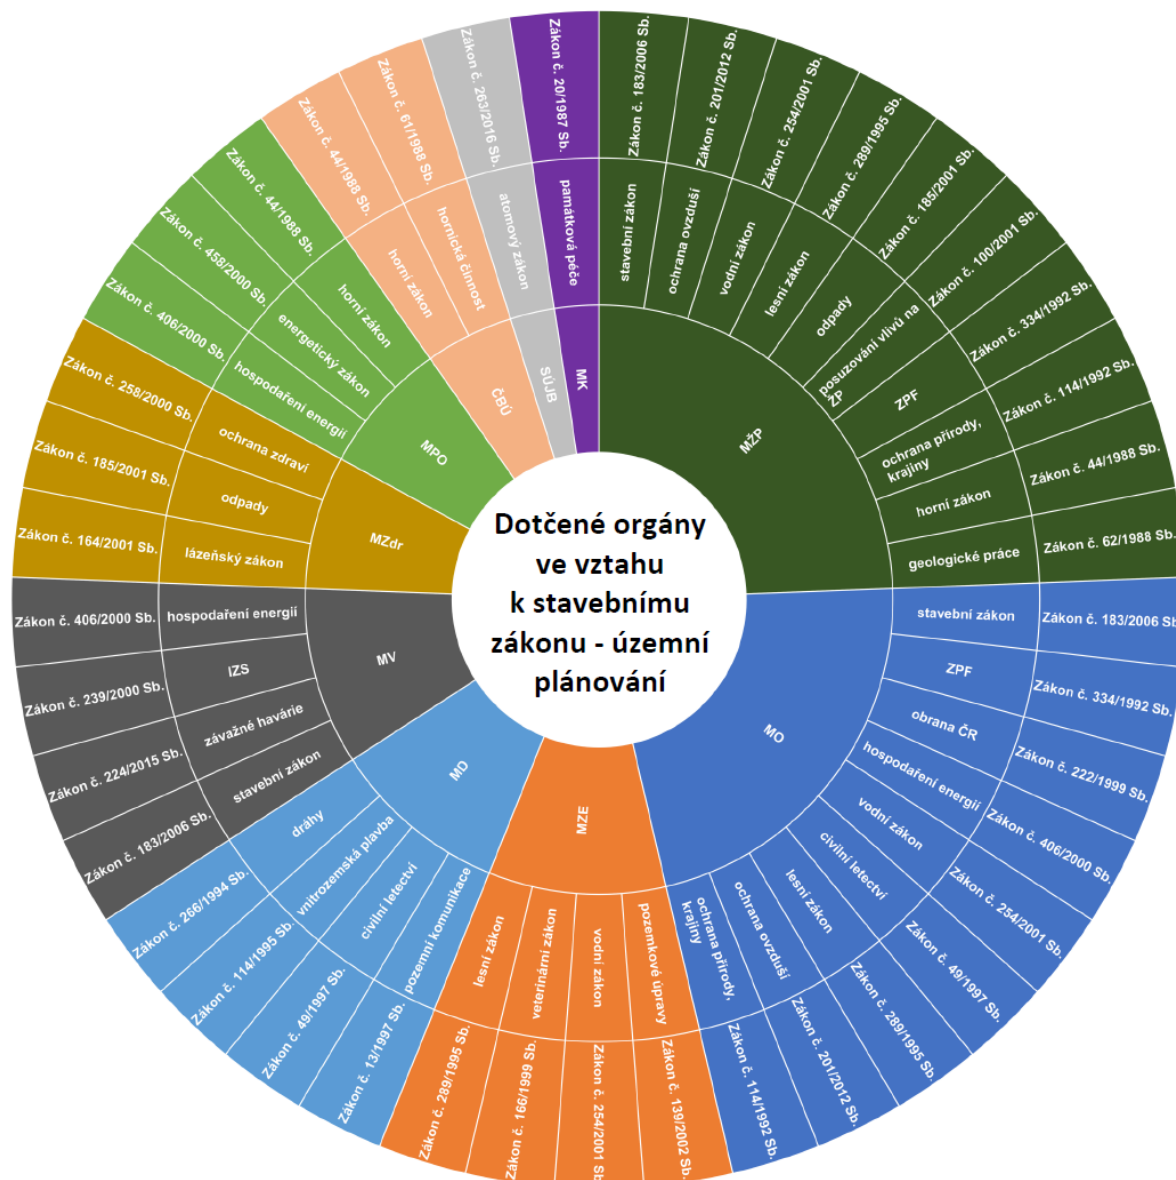 Dotčené orgány
ve vztahu
k stavebnímu
zákonu - územní
plánování
MŽP
stavební zákon
Zákon č. 183/2006 Sb.
ochrana ovzduší
Zákon č. 201/2012 Sb.
vodní zákon
Zákon č. 254/2001 Sb.
lesní zákon
Zákon č. 289/1995 Sb.
odpady
Zákon č. 185/2001 Sb.
posuzování vlivů na
ŽP
Zákon č. 100/2001 Sb.
ZPF
Zákon č. 334/1992 Sb.
ochrana přírody,
krajiny
Zákon č. 114/1992 Sb.
horní zákon
Zákon č. 44/1988 Sb.
geologické práce
Zákon č. 62/1988 Sb.
MO
stavební zákon
Zákon č. 183/2006 Sb.
ZPF
Zákon č. 334/1992 Sb.
obrana ČR
Zákon č. 222/1999 Sb.
hospodaření energií
Zákon č. 406/2000 Sb.
vodní zákon
Zákon č. 254/2001 Sb.
civilní letectví
Zákon č. 49/1997 Sb.
lesní zákon
Zákon č. 289/1995 Sb.
ochrana ovzduší
Zákon č. 201/2012 Sb.
ochrana přírody,
krajiny
Zákon č. 114/1992 Sb.
MZE
pozemkové úpravy
Zákon č. 139/2002 Sb.
vodní zákon
Zákon č. 254/2001 Sb.
veterinární zákon
Zákon č. 166/1999 Sb.
lesní zákon
Zákon č. 289/1995 Sb.
MD
pozemní komunikace
Zákon č. 13/1997 Sb.
civilní letectví
Zákon č. 49/1997 Sb.
vnitrozemská plavba
Zákon č. 114/1995 Sb.
dráhy
Zákon č. 266/1994 Sb.
MV
stavební zákon
Zákon č. 183/2006 Sb.
závažné havárie
Zákon č. 224/2015 Sb.
IZS
Zákon č. 239/2000 Sb.
hospodaření energií
Zákon č. 406/2000 Sb.
MZdr
lázeňský zákon
Zákon č. 164/2001 Sb.
odpady
Zákon č. 185/2001 Sb.
ochrana zdraví
Zákon č. 258/2000 Sb.
MPO
hospodaření energií
Zákon č. 406/2000 Sb.
energetický zákon
Zákon č. 458/2000 Sb.
horní zákon
Zákon č. 44/1988 Sb.
ČBÚ
horní zákon
Zákon č. 44/1988 Sb.
hornická činnost
Zákon č. 61/1988 Sb.
SÚJB
atomový zákon
Zákon č. 263/2016 Sb.
MK
památková péče
Zákon č. 20/1987 Sb.